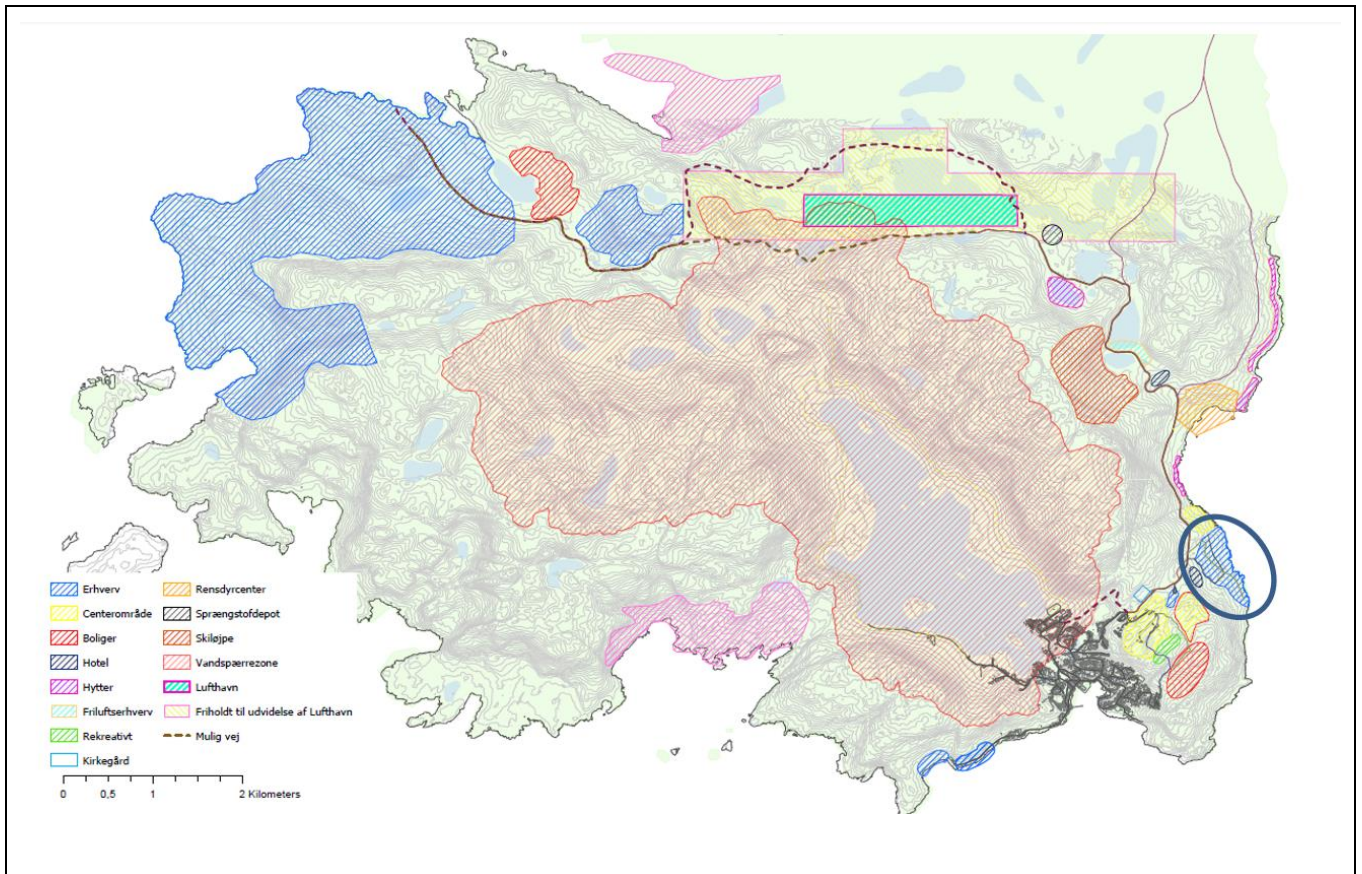 Erhverv
Centerområde
Boliger
Hotel
Hytter
Friluftserhverv
Rekreativt
Kirkegård
Rensdyrcenter
Sprængstofdepot
Skiløjpe
Vandspærrezone
Lufthavn
Friholdt til udvidelse af Lufthavn
Mulig vej
0 0,5 1 2 Kilometers